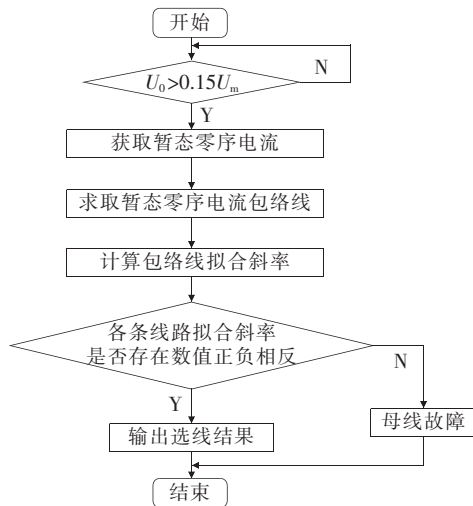 开始
U₀>0.15Uₘ
N
Y
获取暂态零序电流
求取暂态零序电流包络线
计算包络线拟合斜率
各条线路拟合斜率
是否存在数值正负相反
N
Y
输出选线结果
母线故障
结束